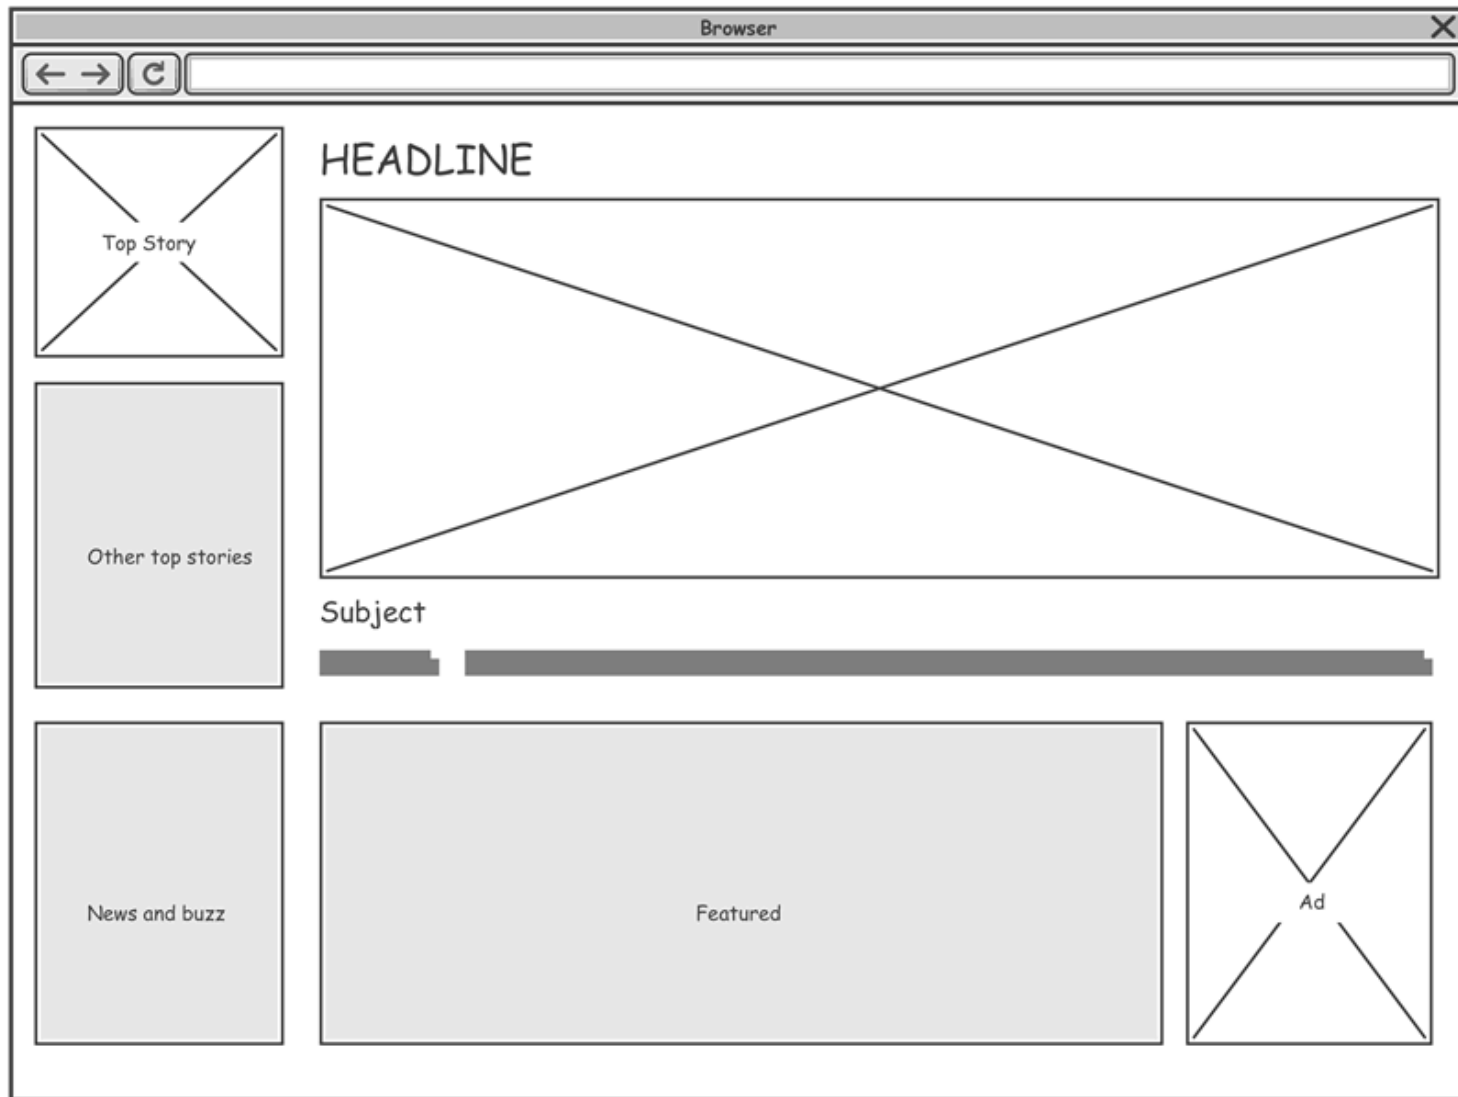 Browser
HEADLINE
Top Story
Other top stories
Subject
News and buzz
Featured
Ad